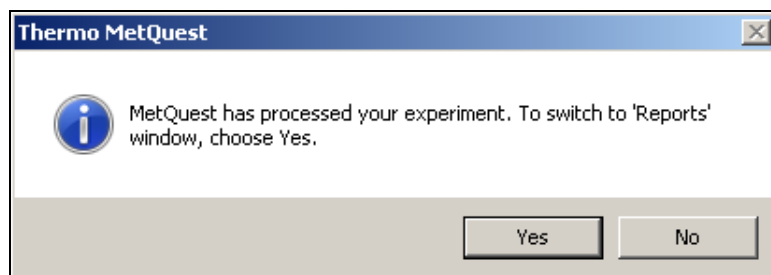 Thermo MetQuest
MetQuest has processed your experiment. To switch to 'Reports'
window, choose Yes.
Yes
No